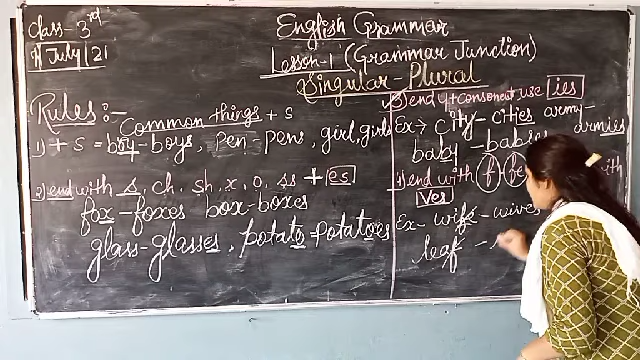 Class-3rd
9 July 21
English Grammar
Lesson-1 (Grammar Junction)
Singular-Plural
Rules:-
Common things + s
1) + s = boy-boys, pen-pens, girl, girls
2) end with s, ch, sh, x, o, ss + es
fox-foxes box-boxes
glass-glasses, potato-potatoes
3) end y+consonent use ies
Ex→ City-cities army-
armies
baby-babies
4) end with f fe with
Ves
Ex- wife-wives
leaf -